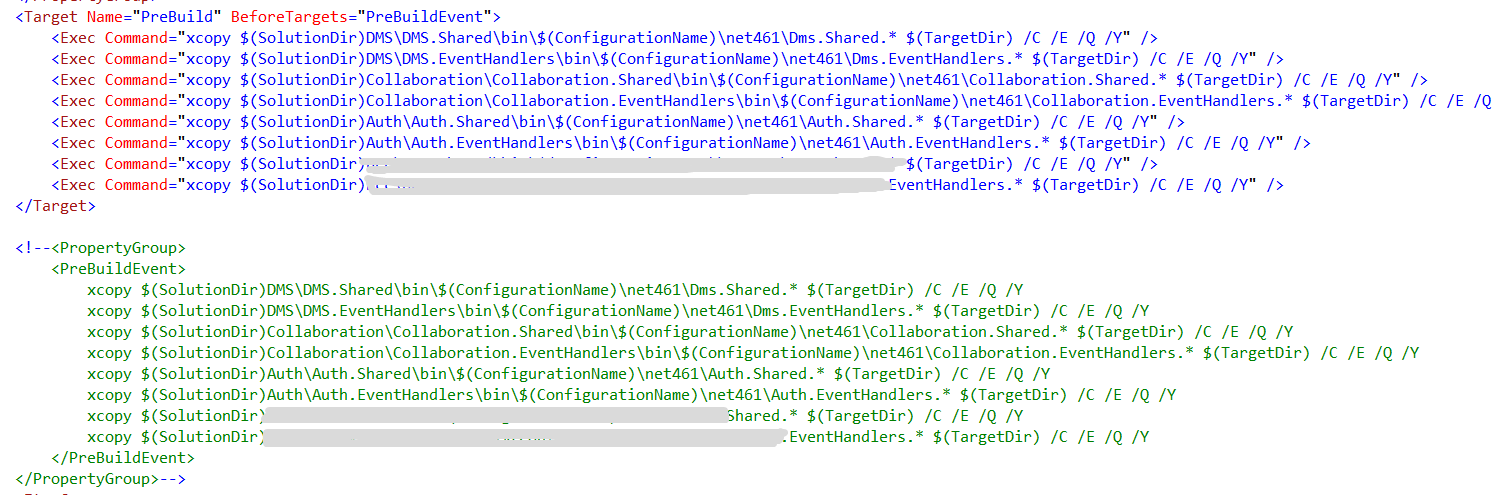 <Target Name="PreBuild" BeforeTargets="PreBuildEvent">
<Exec Command="xcopy $(SolutionDir)DMS\DMS.Shared\bin\$(ConfigurationName)\net461\Dms.Shared.* $(TargetDir) /C /E /Q /Y" />
<Exec Command="xcopy $(SolutionDir)DMS\DMS.EventHandlers\bin\$(ConfigurationName)\net461\Dms.EventHandlers.* $(TargetDir) /C /E /Q /Y" />
<Exec Command="xcopy $(SolutionDir)Collaboration\Collaboration.Shared\bin\$(ConfigurationName)\net461\Collaboration.Shared.* $(TargetDir) /C /E /Q /Y" />
<Exec Command="xcopy $(SolutionDir)Collaboration\Collaboration.EventHandlers\bin\$(ConfigurationName)\net461\Collaboration.EventHandlers.* $(TargetDir) /C /E /Q
<Exec Command="xcopy $(SolutionDir)Auth\Auth.Shared\bin\$(ConfigurationName)\net461\Auth.Shared.* $(TargetDir) /C /E /Q /Y" />
<Exec Command="xcopy $(SolutionDir)Auth\Auth.EventHandlers\bin\$(ConfigurationName)\net461\Auth.EventHandlers.* $(TargetDir) /C /E /Q /Y" />
<Exec Command="xcopy $(SolutionDir) $(TargetDir) /C /E /Q /Y" />
<Exec Command="xcopy $(SolutionDir) EventHandlers.* $(TargetDir) /C /E /Q /Y" />
</Target>
<!--<PropertyGroup>
<PreBuildEvent>
xcopy $(SolutionDir)DMS\DMS.Shared\bin\$(ConfigurationName)\net461\Dms.Shared.* $(TargetDir) /C /E /Q /Y
xcopy $(SolutionDir)DMS\DMS.EventHandlers\bin\$(ConfigurationName)\net461\Dms.EventHandlers.* $(TargetDir) /C /E /Q /Y
xcopy $(SolutionDir)Collaboration\Collaboration.Shared\bin\$(ConfigurationName)\net461\Collaboration.Shared.* $(TargetDir) /C /E /Q /Y
xcopy $(SolutionDir)Collaboration\Collaboration.EventHandlers\bin\$(ConfigurationName)\net461\Collaboration.EventHandlers.* $(TargetDir) /C /E /Q /Y
xcopy $(SolutionDir)Auth\Auth.Shared\bin\$(ConfigurationName)\net461\Auth.Shared.* $(TargetDir) /C /E /Q /Y
xcopy $(SolutionDir)Auth\Auth.EventHandlers\bin\$(ConfigurationName)\net461\Auth.EventHandlers.* $(TargetDir) /C /E /Q /Y
xcopy $(SolutionDir) Shared.* $(TargetDir) /C /E /Q /Y
xcopy $(SolutionDir) .EventHandlers.* $(TargetDir) /C /E /Q /Y
</PreBuildEvent>
</PropertyGroup>-->